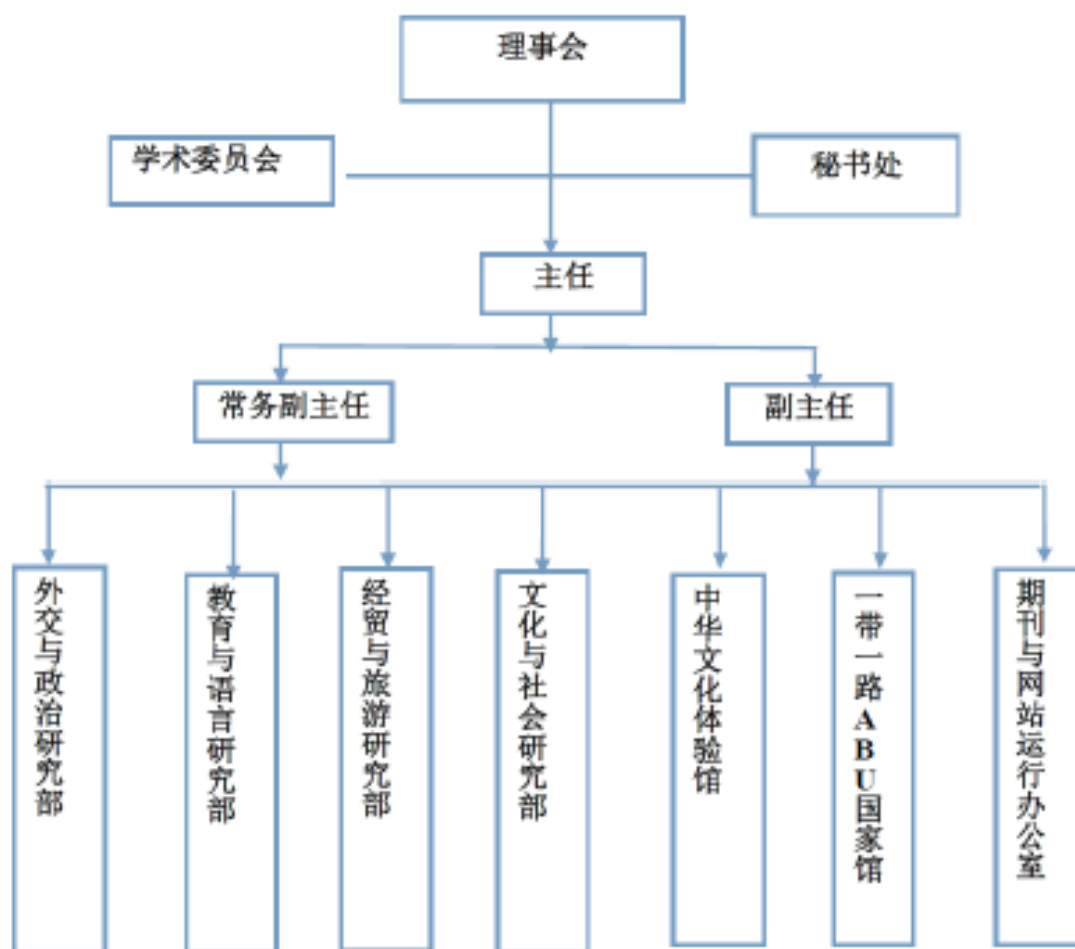 理事会
学术委员会
秘书处
主任
常务副主任
副主任
外交与政治研究部
教育与语言研究部
经贸与旅游研究部
文化与社会研究部
中华文化体验馆
一带一路ABU国家馆
期刊与网站运行办公室